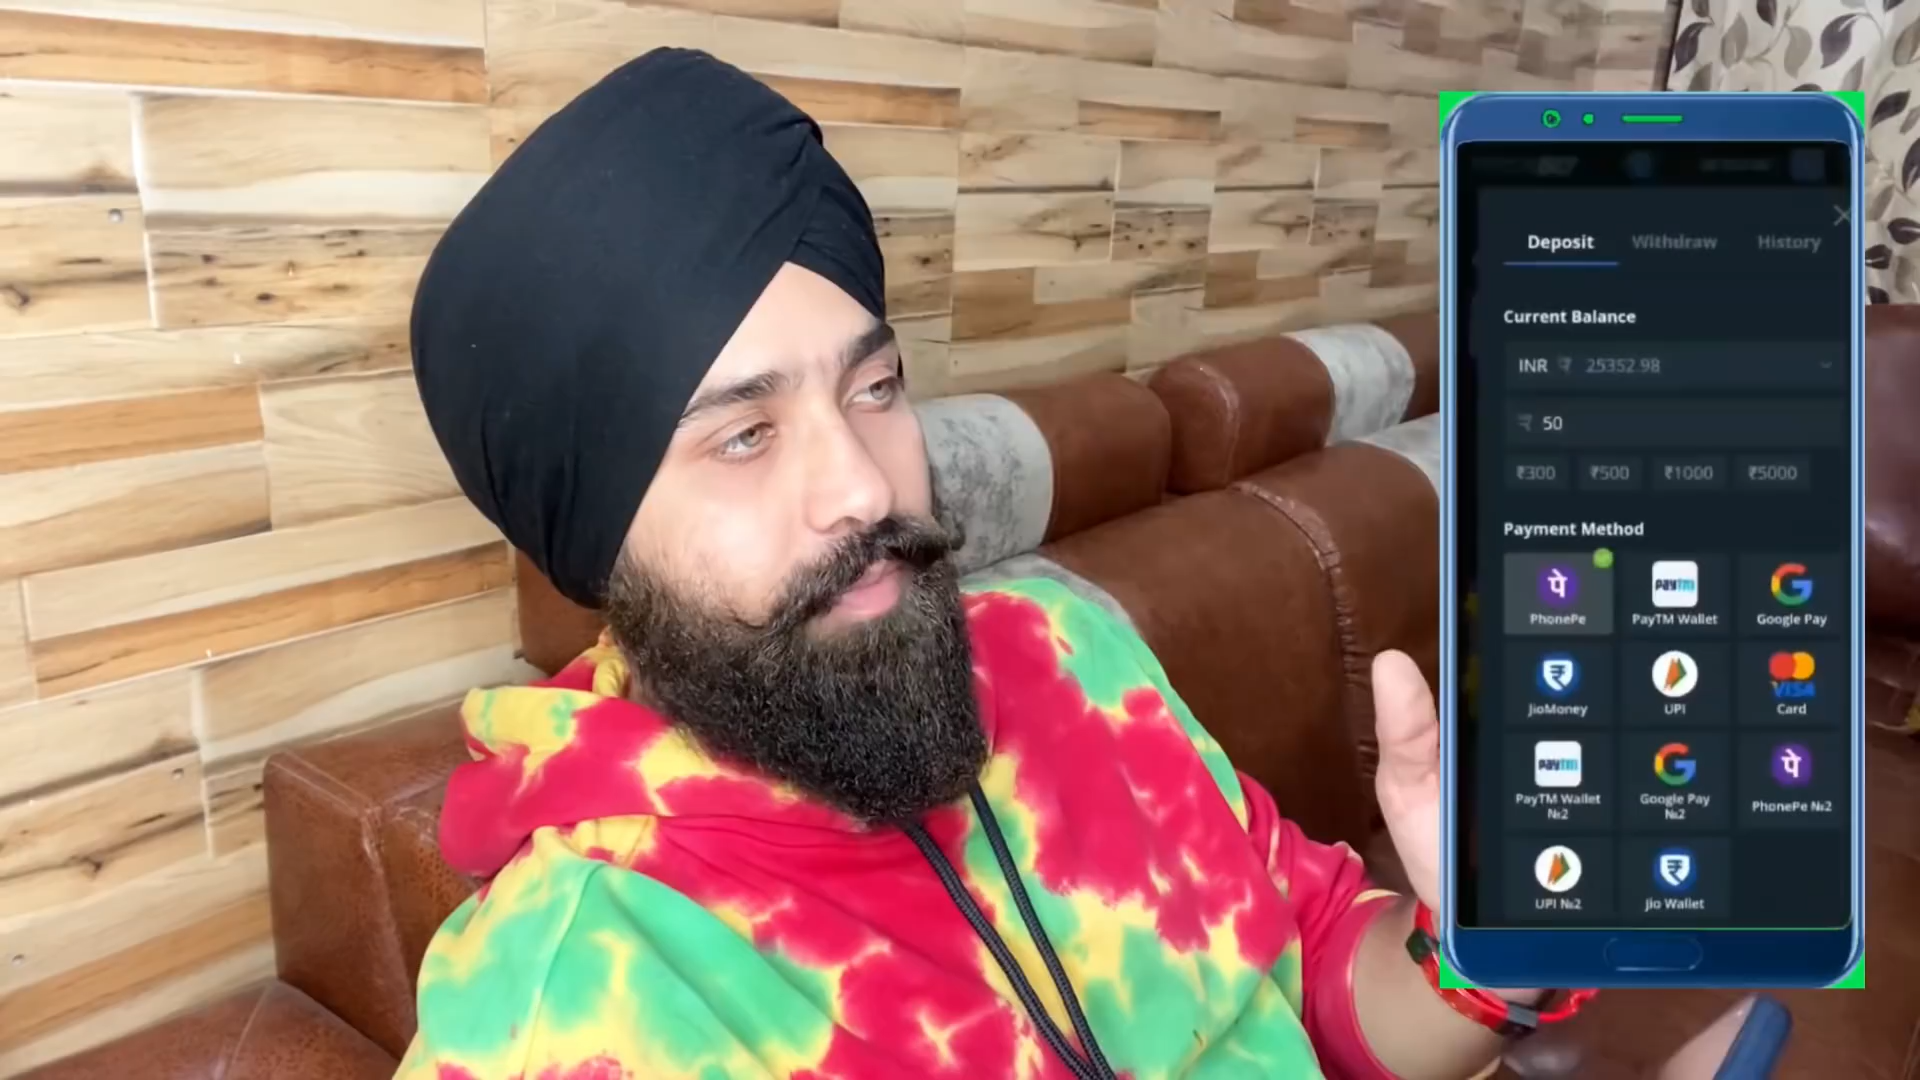 Deposit Withdraw History
Current Balance
INR ₹ 25352.98
₹ 50
₹300 ₹500 ₹1000 ₹5000
Payment Method
पे Paytm G
PhonePe PayTM Wallet Google Pay
VISA
JioMoney UPI Card
Paytm G पे
PayTM Wallet №2 Google Pay №2 PhonePe №2
UPI №2 Jio Wallet